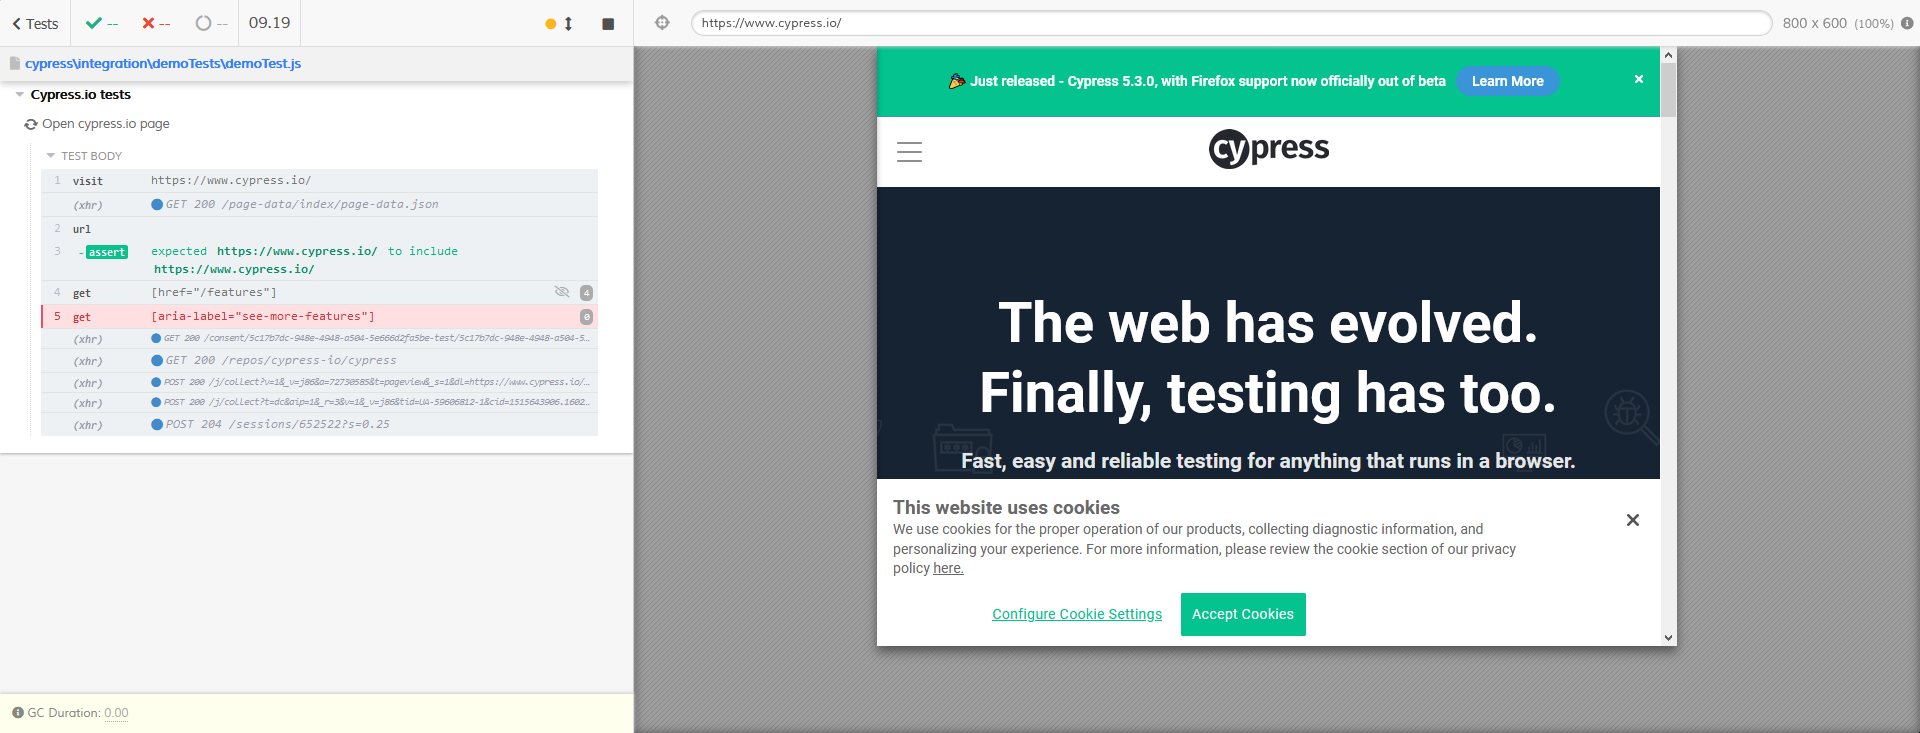 Tests
--
--
--
09.19
cypress\integration\demoTests\demoTest.js
Cypress.io tests
Open cypress.io page
TEST BODY
1 visit https://www.cypress.io/
(xhr) GET 200 /page-data/index/page-data.json
2 url
3 -assert expected https://www.cypress.io/ to include
https://www.cypress.io/
4 get [href="/features"] 4
5 get [aria-label="see-more-features"] 0
(xhr) GET 200 /consent/5c17b7dc-948e-4948-a504-5e666d2fa5be-test/5c17b7dc-948e-4948-a504-5...
(xhr) GET 200 /repos/cypress-io/cypress
(xhr) POST 200 /j/collect?v=1&_v=j86&a=72730585&t=pageview&_s=1&dl=https://www.cypress.io/...
(xhr) POST 200 /j/collect?t=dc&aip=1&_r=3&v=1&_v=j86&tid=UA-59606812-1&cid=1515643906.1602...
(xhr) POST 204 /sessions/652522?s=0.25
GC Duration: 0.00
https://www.cypress.io/
800 x 600 (100%)
Just released - Cypress 5.3.0, with Firefox support now officially out of beta Learn More
cypress
The web has evolved.
Finally, testing has too.
Fast, easy and reliable testing for anything that runs in a browser.
This website uses cookies
We use cookies for the proper operation of our products, collecting diagnostic information, and
personalizing your experience. For more information, please review the cookie section of our privacy
policy here.
Configure Cookie Settings
Accept Cookies